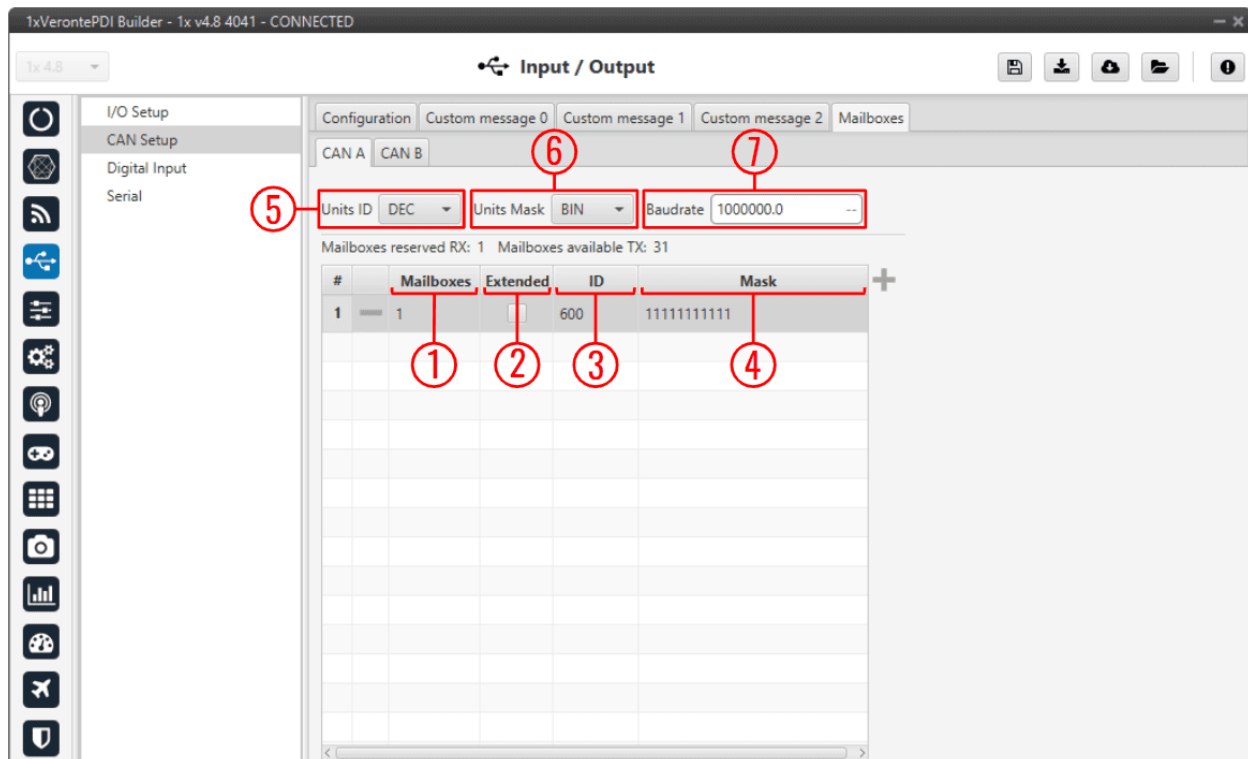 1xVerontePDI Builder - 1x v4.8 4041 - CONNECTED
1x 4.8
Input / Output
I/O Setup
CAN Setup
Digital Input
Serial
Configuration Custom message 0 Custom message 1 Custom message 2 Mailboxes
CAN A CAN B
6 7
5 Units ID DEC Units Mask BIN Baudrate 1000000.0 --
Mailboxes reserved RX: 1 Mailboxes available TX: 31
# Mailboxes Extended ID Mask
1 1 600 11111111111
1 2 3 4